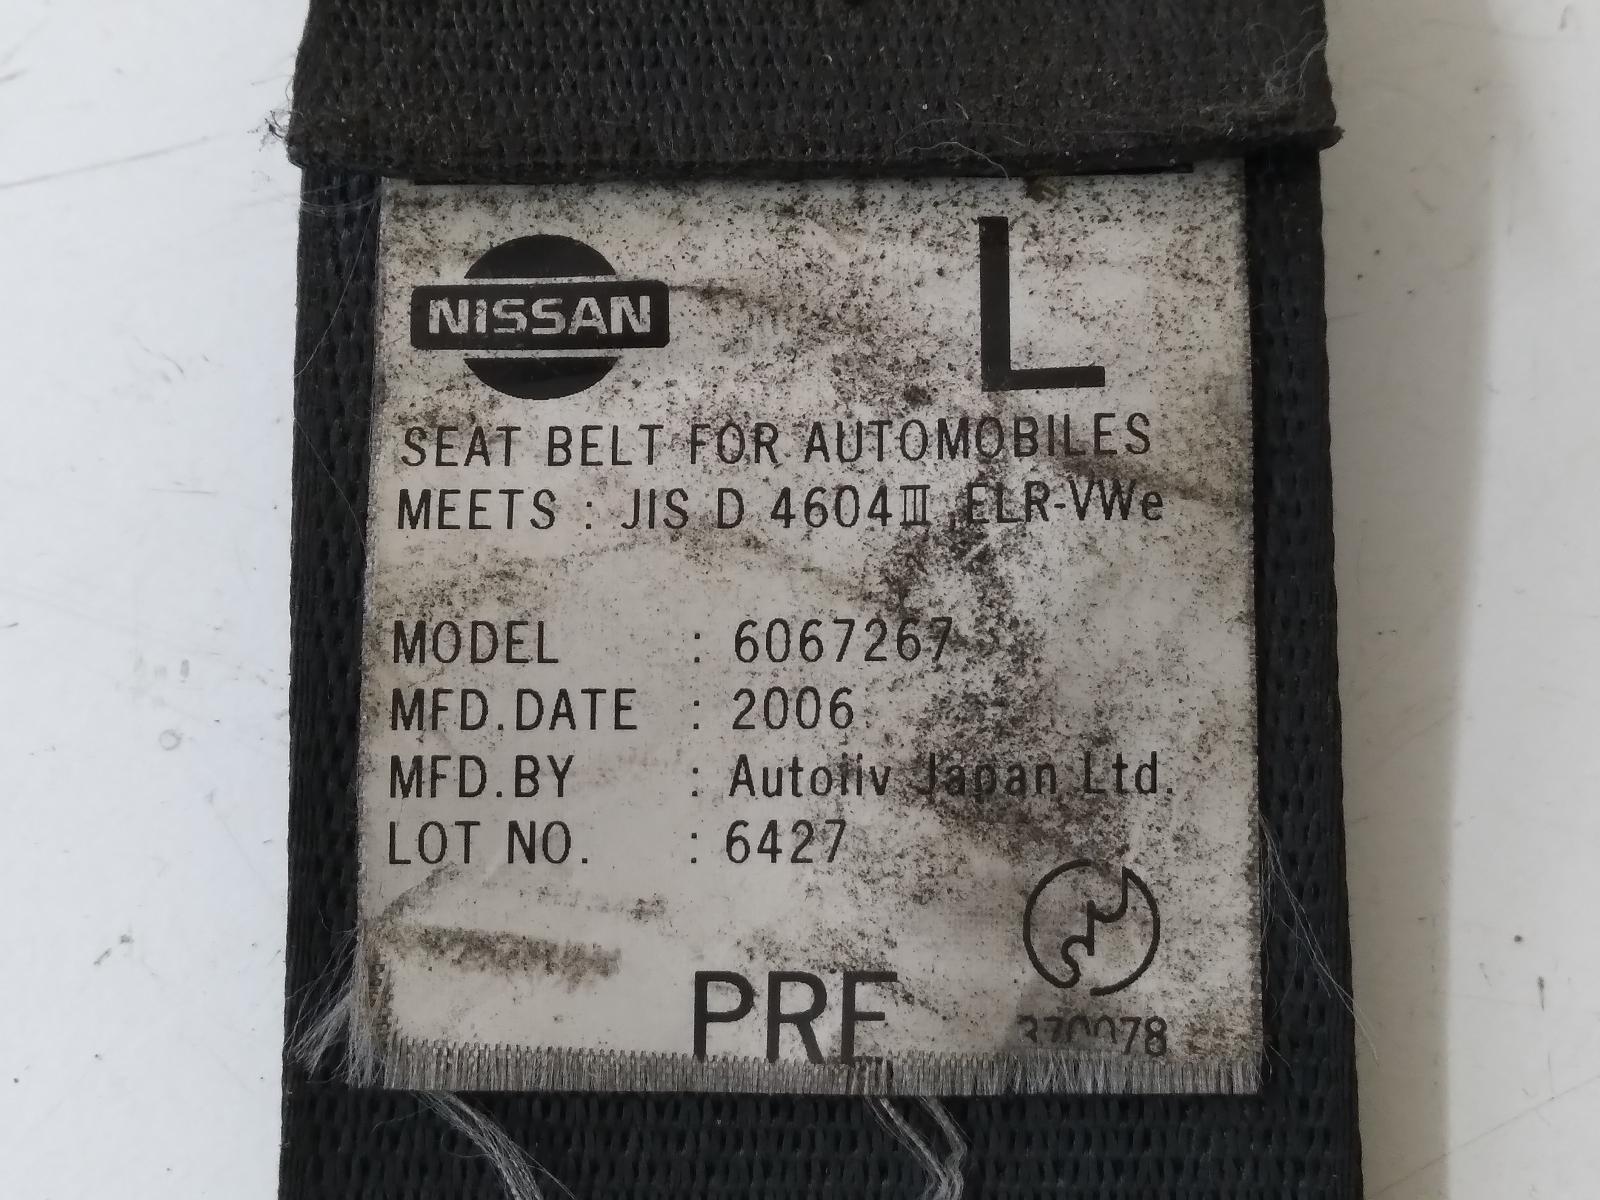 NISSAN
L
SEAT BELT FOR AUTOMOBILES
MEETS : JIS D 4604Ⅲ ELR-VWe
MODEL : 6067267
MFD.DATE : 2006
MFD.BY : Autoliv Japan Ltd.
LOT NO. : 6427
PRE
370078